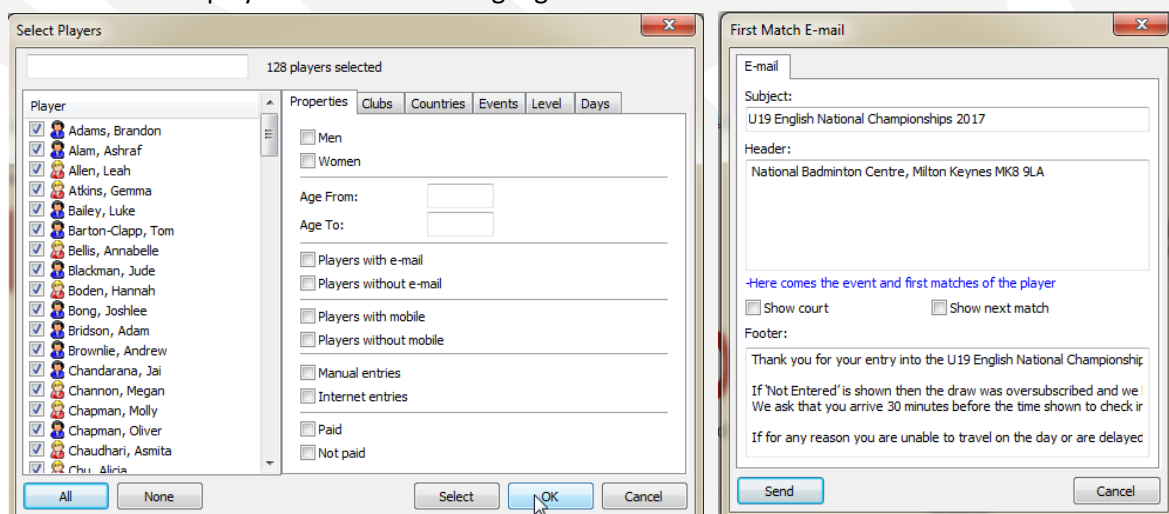 Select Players
128 players selected
Player
Adams, Brandon
Alam, Ashraf
Allen, Leah
Atkins, Gemma
Bailey, Luke
Barton-Clapp, Tom
Bellis, Annabelle
Blackman, Jude
Boden, Hannah
Bong, Joshlee
Bridson, Adam
Brownlie, Andrew
Chandarana, Jai
Channon, Megan
Chapman, Molly
Chapman, Oliver
Chaudhari, Asmita
Chu, Alicia
Properties Clubs Countries Events Level Days
Men
Women
Age From:
Age To:
Players with e-mail
Players without e-mail
Players with mobile
Players without mobile
Manual entries
Internet entries
Paid
Not paid
All None Select OK Cancel
First Match E-mail
E-mail
Subject:
U19 English National Championships 2017
Header:
National Badminton Centre, Milton Keynes MK8 9LA
-Here comes the event and first matches of the player
Show court Show next match
Footer:
Thank you for your entry into the U19 English National Championship
If 'Not Entered' is shown then the draw was oversubscribed and we
We ask that you arrive 30 minutes before the time shown to check in
If for any reason you are unable to travel on the day or are delayed
Send Cancel